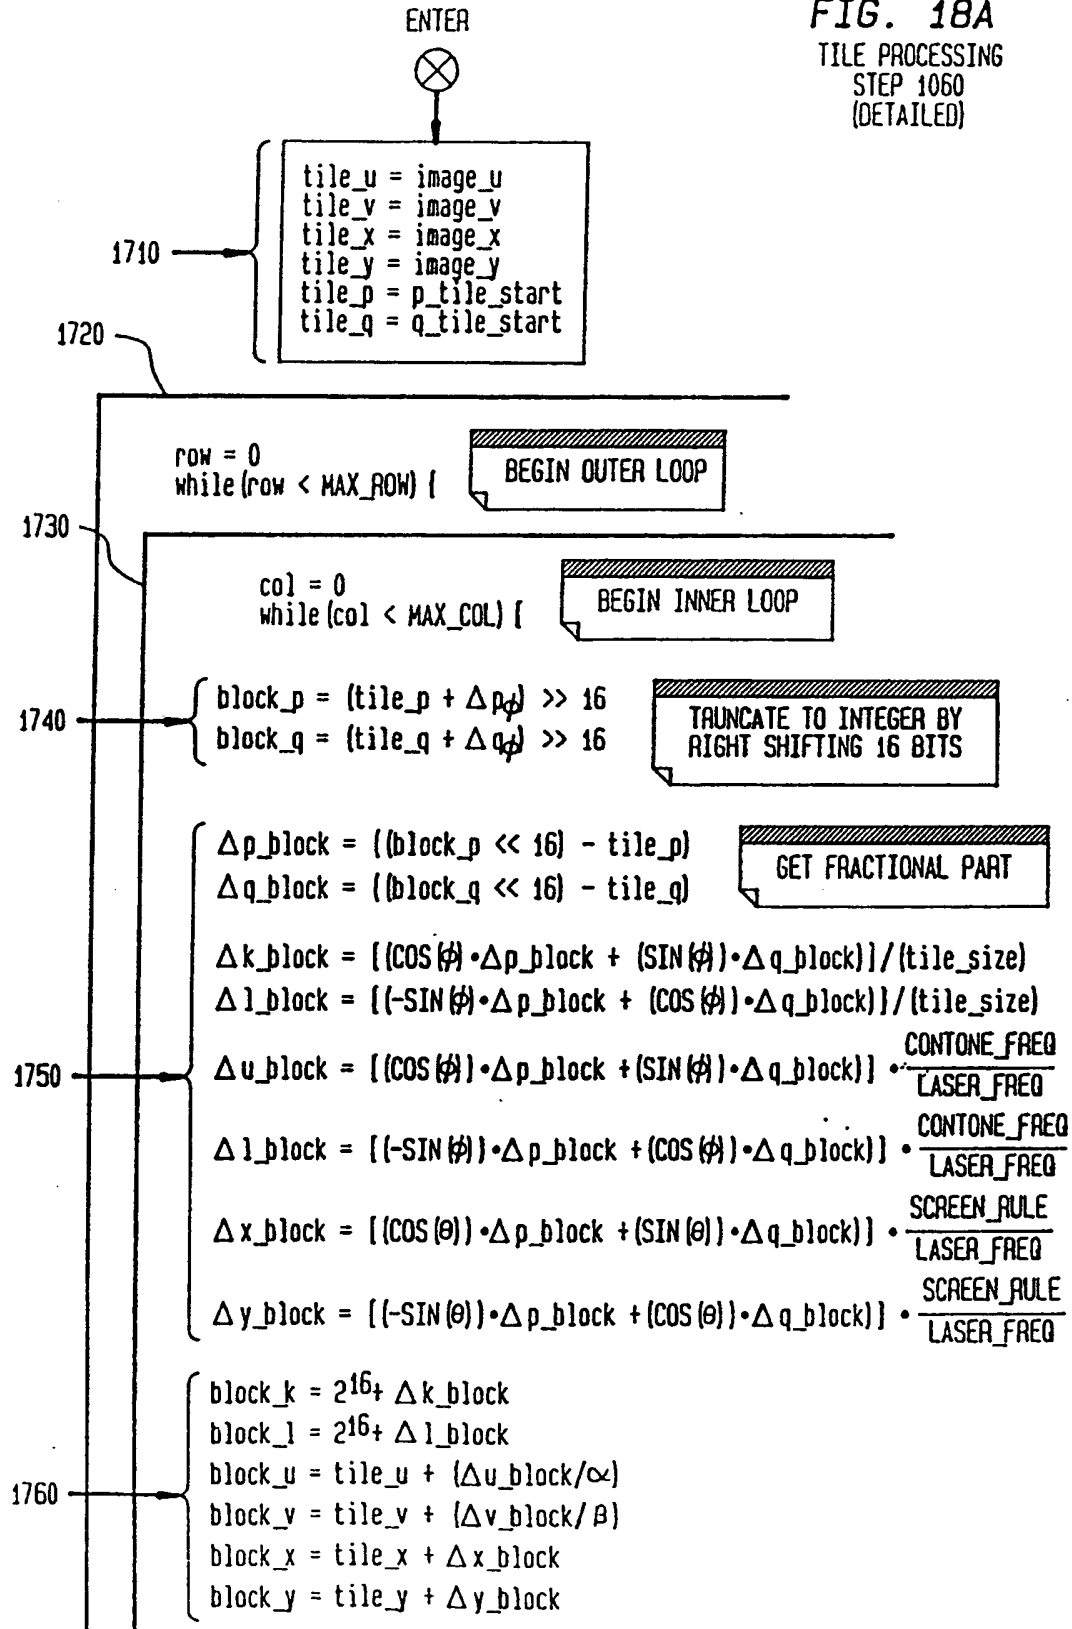 ENTER
FIG. 18A
TILE PROCESSING
STEP 1060
(DETAILED)
tile_u = image_u
tile_v = image_v
tile_x = image_x
tile_y = image_y
tile_p = p_tile_start
tile_q = q_tile_start
1710
1720
row = 0
while (row < MAX_ROW) {
BEGIN OUTER LOOP
1730
col = 0
while (col < MAX_COL) {
BEGIN INNER LOOP
1740
block_p = (tile_p + Δp_ϕ) >> 16
block_q = (tile_q + Δq_ϕ) >> 16
TRUNCATE TO INTEGER BY
RIGHT SHIFTING 16 BITS
1750
Δp_block = ((block_p << 16) - tile_p)
Δq_block = ((block_q << 16) - tile_q)
GET FRACTIONAL PART
Δk_block = [(COS(ϕ)•Δp_block + (SIN(ϕ))•Δq_block)]/(tile_size)
Δl_block = [(-SIN(ϕ)•Δp_block + (COS(ϕ))•Δq_block)]/(tile_size)
Δu_block = [(COS(ϕ))•Δp_block +(SIN(ϕ))•Δq_block)] • CONTONE_FREQ/LASER_FREQ
Δl_block = [(-SIN(ϕ))•Δp_block +(COS(ϕ))•Δq_block)] • CONTONE_FREQ/LASER_FREQ
Δx_block = [(COS(θ))•Δp_block +(SIN(θ))•Δq_block)] • SCREEN_RULE/LASER_FREQ
Δy_block = [(-SIN(θ))•Δp_block +(COS(θ))•Δq_block)] • SCREEN_RULE/LASER_FREQ
1760
block_k = 2^16 + Δk_block
block_l = 2^16 + Δl_block
block_u = tile_u + (Δu_block/α)
block_v = tile_v + (Δv_block/β)
block_x = tile_x + Δx_block
block_y = tile_y + Δy_block